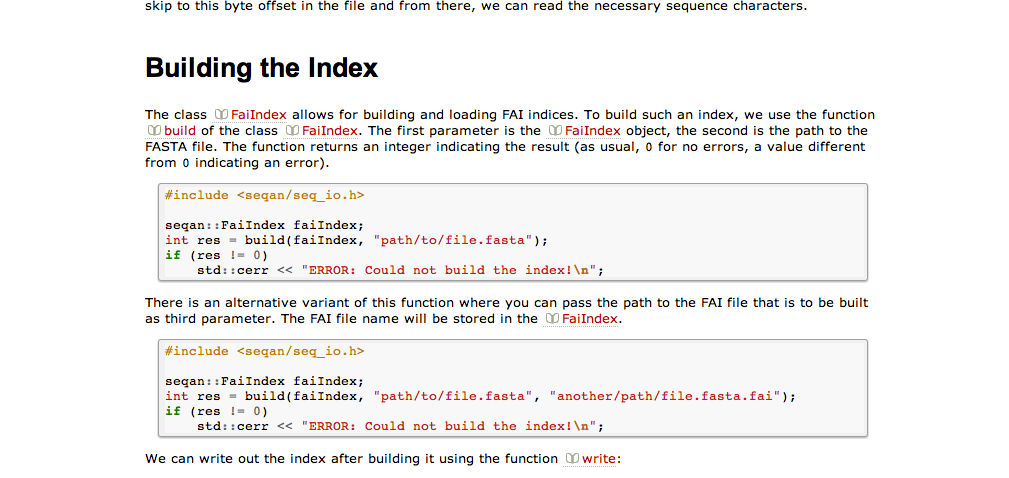 skip to this byte offset in the file and from there, we can read the necessary sequence characters.
Building the Index
The class FaiIndex allows for building and loading FAI indices. To build such an index, we use the function
build of the class FaiIndex. The first parameter is the FaiIndex object, the second is the path to the
FASTA file. The function returns an integer indicating the result (as usual, 0 for no errors, a value different
from 0 indicating an error).
#include <seqan/seq_io.h>
seqan::FaiIndex faiIndex;
int res = build(faiIndex, "path/to/file.fasta");
if (res != 0)
    std::cerr << "ERROR: Could not build the index!\n";
There is an alternative variant of this function where you can pass the path to the FAI file that is to be built
as third parameter. The FAI file name will be stored in the FaiIndex.
#include <seqan/seq_io.h>
seqan::FaiIndex faiIndex;
int res = build(faiIndex, "path/to/file.fasta", "another/path/file.fasta.fai");
if (res != 0)
    std::cerr << "ERROR: Could not build the index!\n";
We can write out the index after building it using the function write: